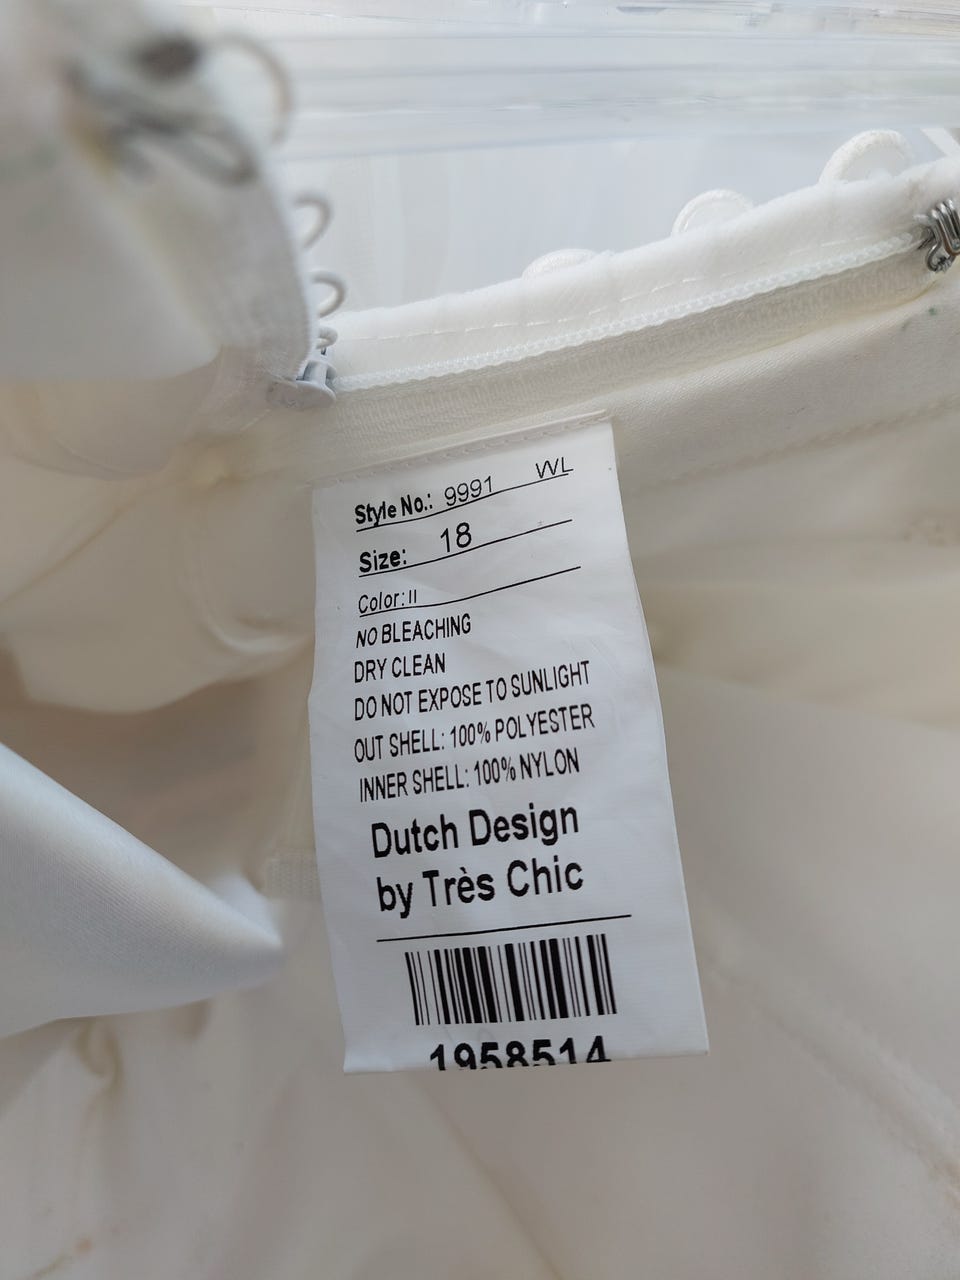 Style No.: 9991 WL
Size: 18
Color: II
NO BLEACHING
DRY CLEAN
DO NOT EXPOSE TO SUNLIGHT
OUT SHELL: 100% POLYESTER
INNER SHELL: 100% NYLON
Dutch Design
by Très Chic
1958514